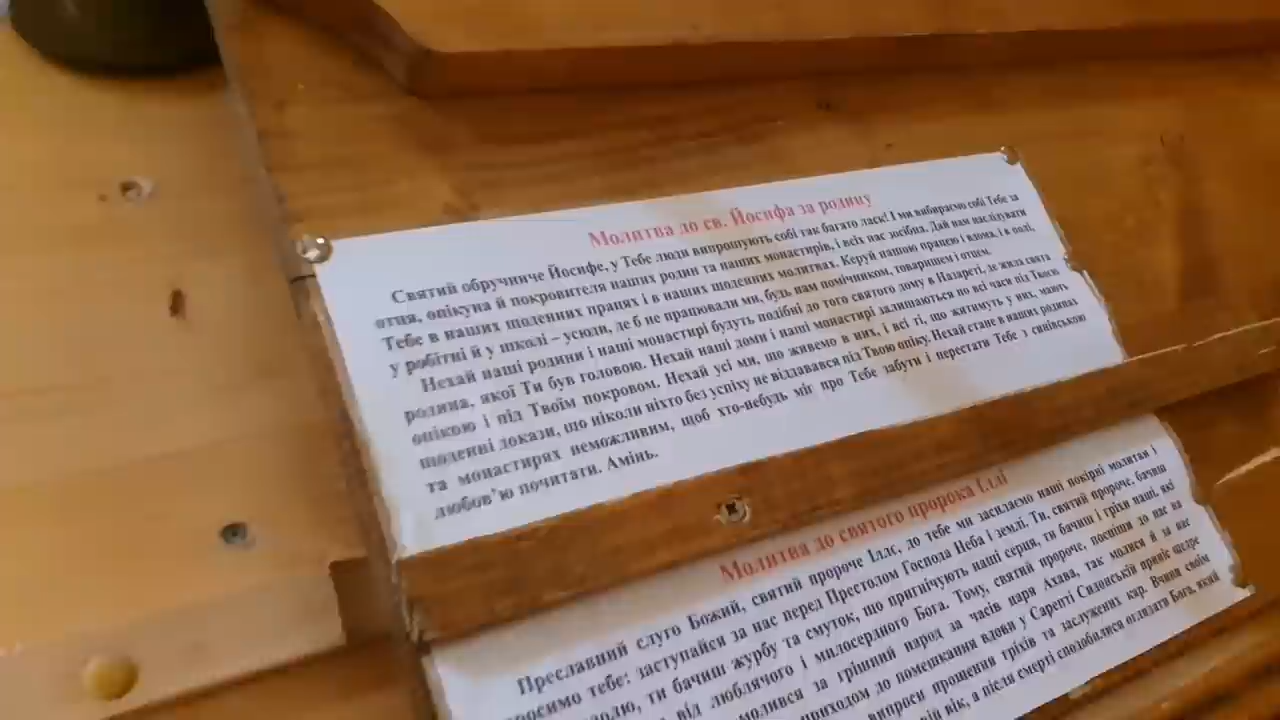 Молитва до св. Йосифа за родину
Святий обручниче Йосифе, у Тебе люди випрошують собі так багато ласк! І ми вибираємо собі Тебе за
отця, опікуна й покровителя наших родин та наших монастирів, і всіх нас засібна. Дай нам наслідувати
Тебе в наших щоденних працях і в наших щоденних молитвах. Керуй нашою працею і вдома, і в полі,
у робітні й у школі – усюди, де б не працювали ми, будь нам помічником, товаришем і отцем.
Нехай наші родини і наші монастирі будуть подібні до того святого дому в Назареті, де жила свята
родина, якої Ти був головою. Нехай наші доми і наші монастирі залишаються по всі часи під Твоєю
опікою і під Твоїм покровом. Нехай усі ми, що живемо в них, і всі ті, що житимуть у них, мають
щоденні докази, що ніколи ніхто без успіху не віддавався під Твою опіку. Нехай стане в наших родинах
та монастирях неможливим, щоб хто-небудь міг про Тебе забути і перестати Тебе з синівською
любов’ю почитати. Амінь.
Молитва до святого пророка Іллі
Преславний слуго Божий, святий пророче Іллє, до тебе ми засилаємо наші покірні молитви і
просимо тебе: заступайся за нас перед Престолом Господа Неба і землі. Ти, святий пророче, бачиш
ти бачиш журбу та смуток, що пригнічують наші серця, ти бачиш і гріхи наші, які
від люблячого і милосердного Бога. Тому, святий пророче, поспіши до нас на
молився за грішний народ за часів царя Ахава, так молися й за нас
приходом до помешкання вдови у Сарепті Сидонській приніс щедре
випроси прощення гріхів та заслужених кар. Вчини своїм
вік, а після смерті сподобилися оглядати Бога, який